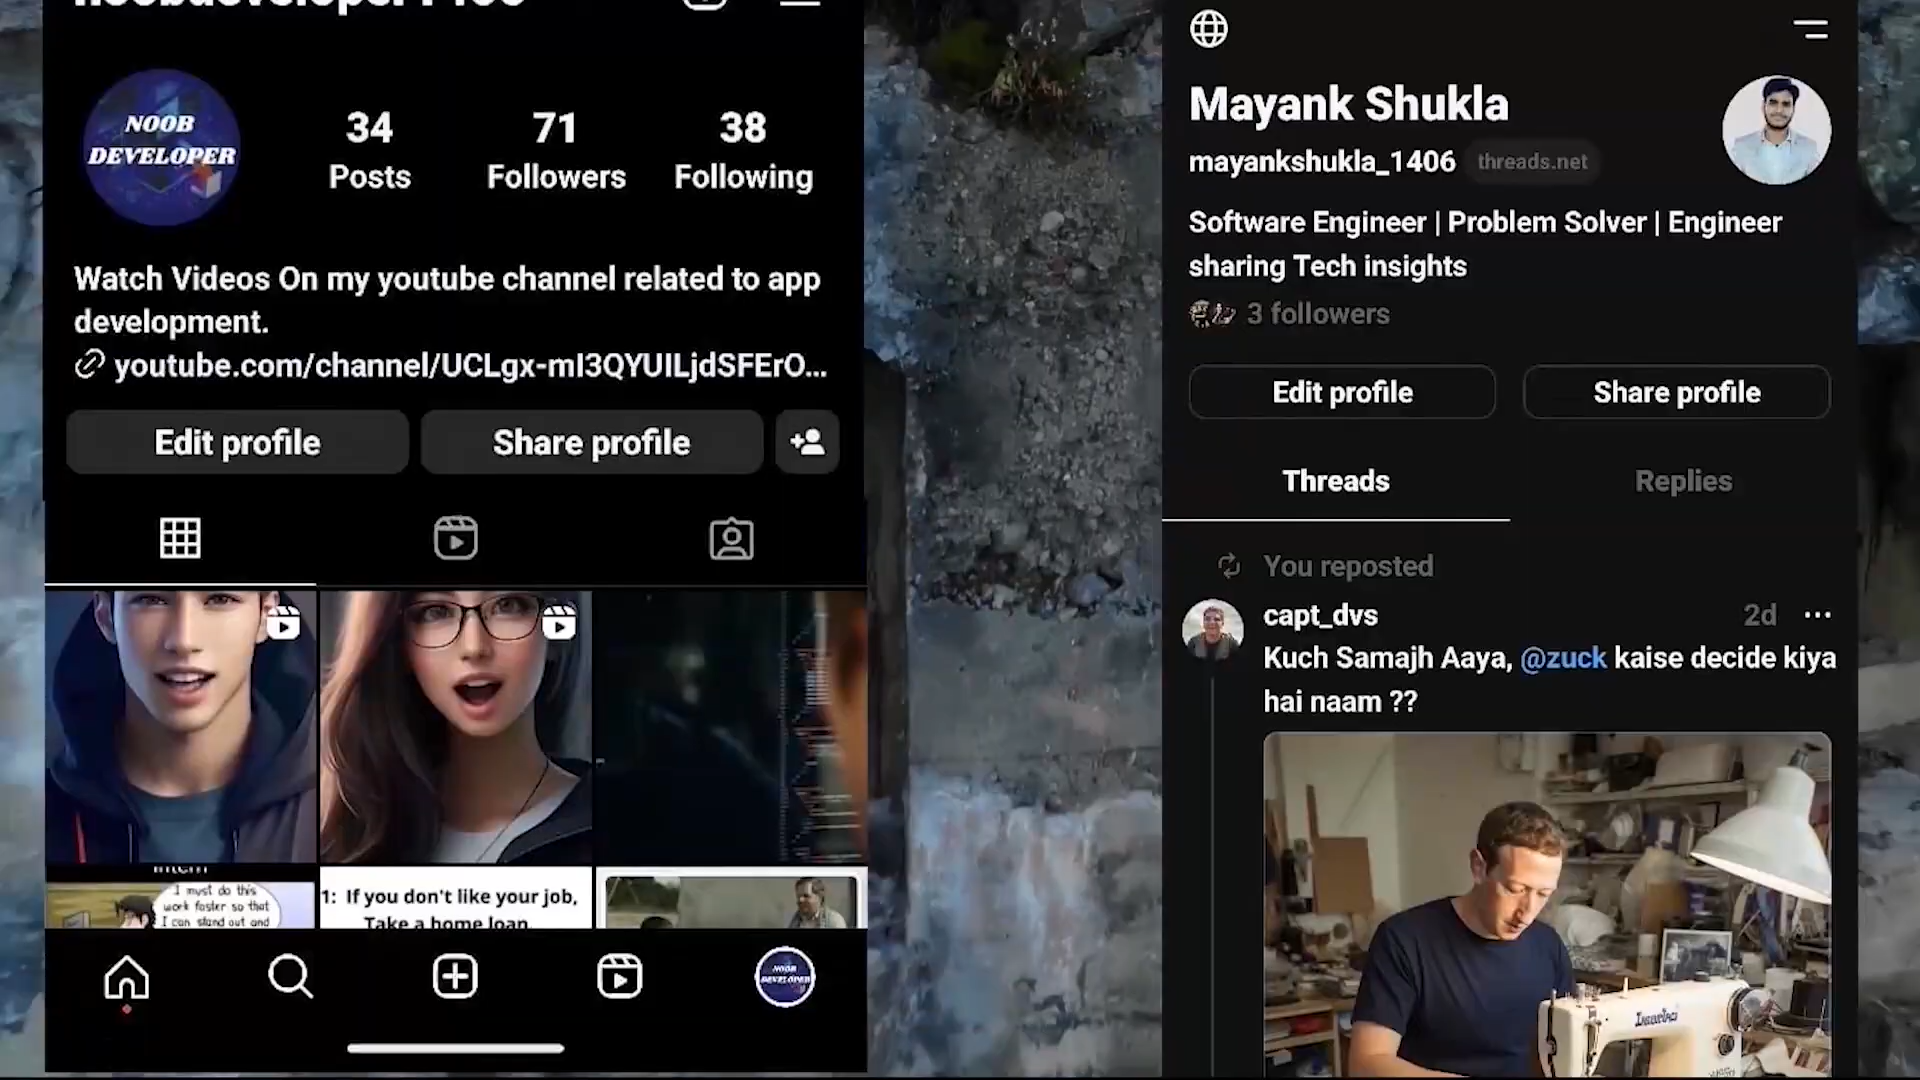 NOOB
DEVELOPER
34
Posts
71
Followers
38
Following
Watch Videos On my youtube channel related to app
development.
youtube.com/channel/UCLgx-mI3QYUILjdSFErO...
Edit profile
Share profile
I must do this
work faster so that
I can stand out and
1: If you don't like your job,
Take a home loan
NOOB
DEVELOPER
Mayank Shukla
mayankshukla_1406 threads.net
Software Engineer | Problem Solver | Engineer
sharing Tech insights
3 followers
Edit profile
Share profile
Threads
Replies
You reposted
capt_dvs
2d
Kuch Samajh Aaya, @zuck kaise decide kiya
hai naam ??